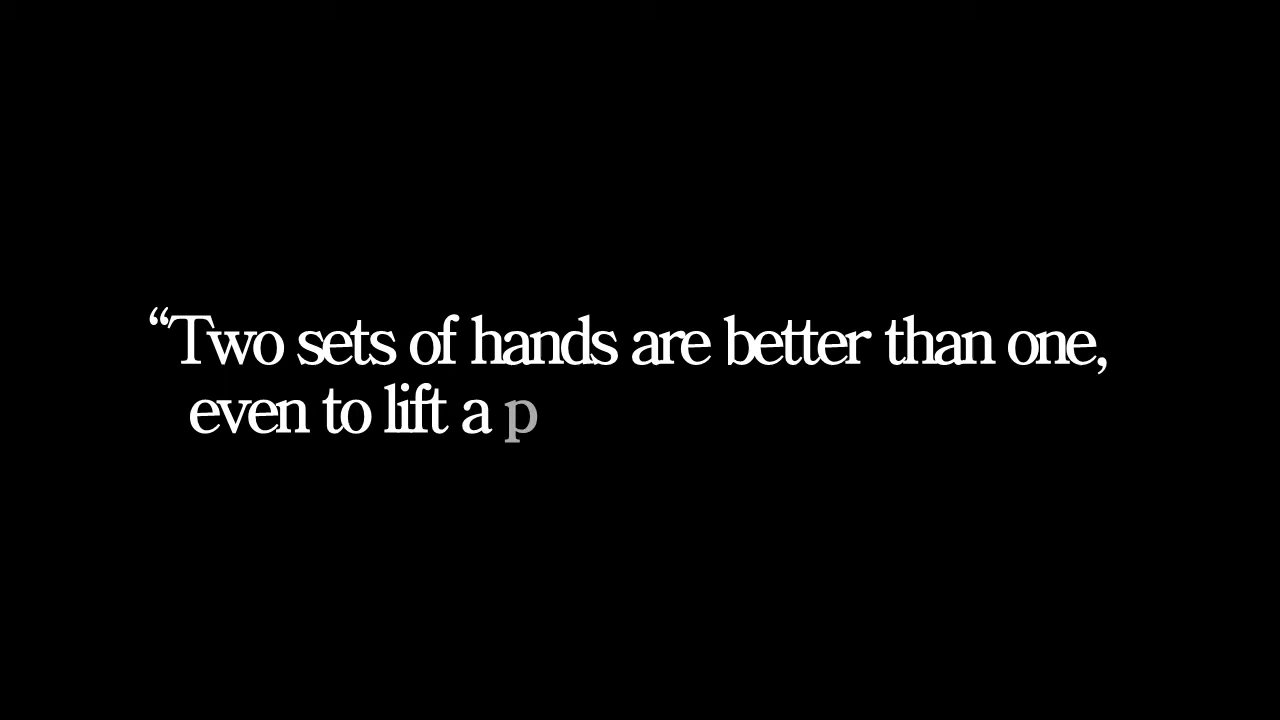 “Two sets of hands are better than one,
even to lift a p